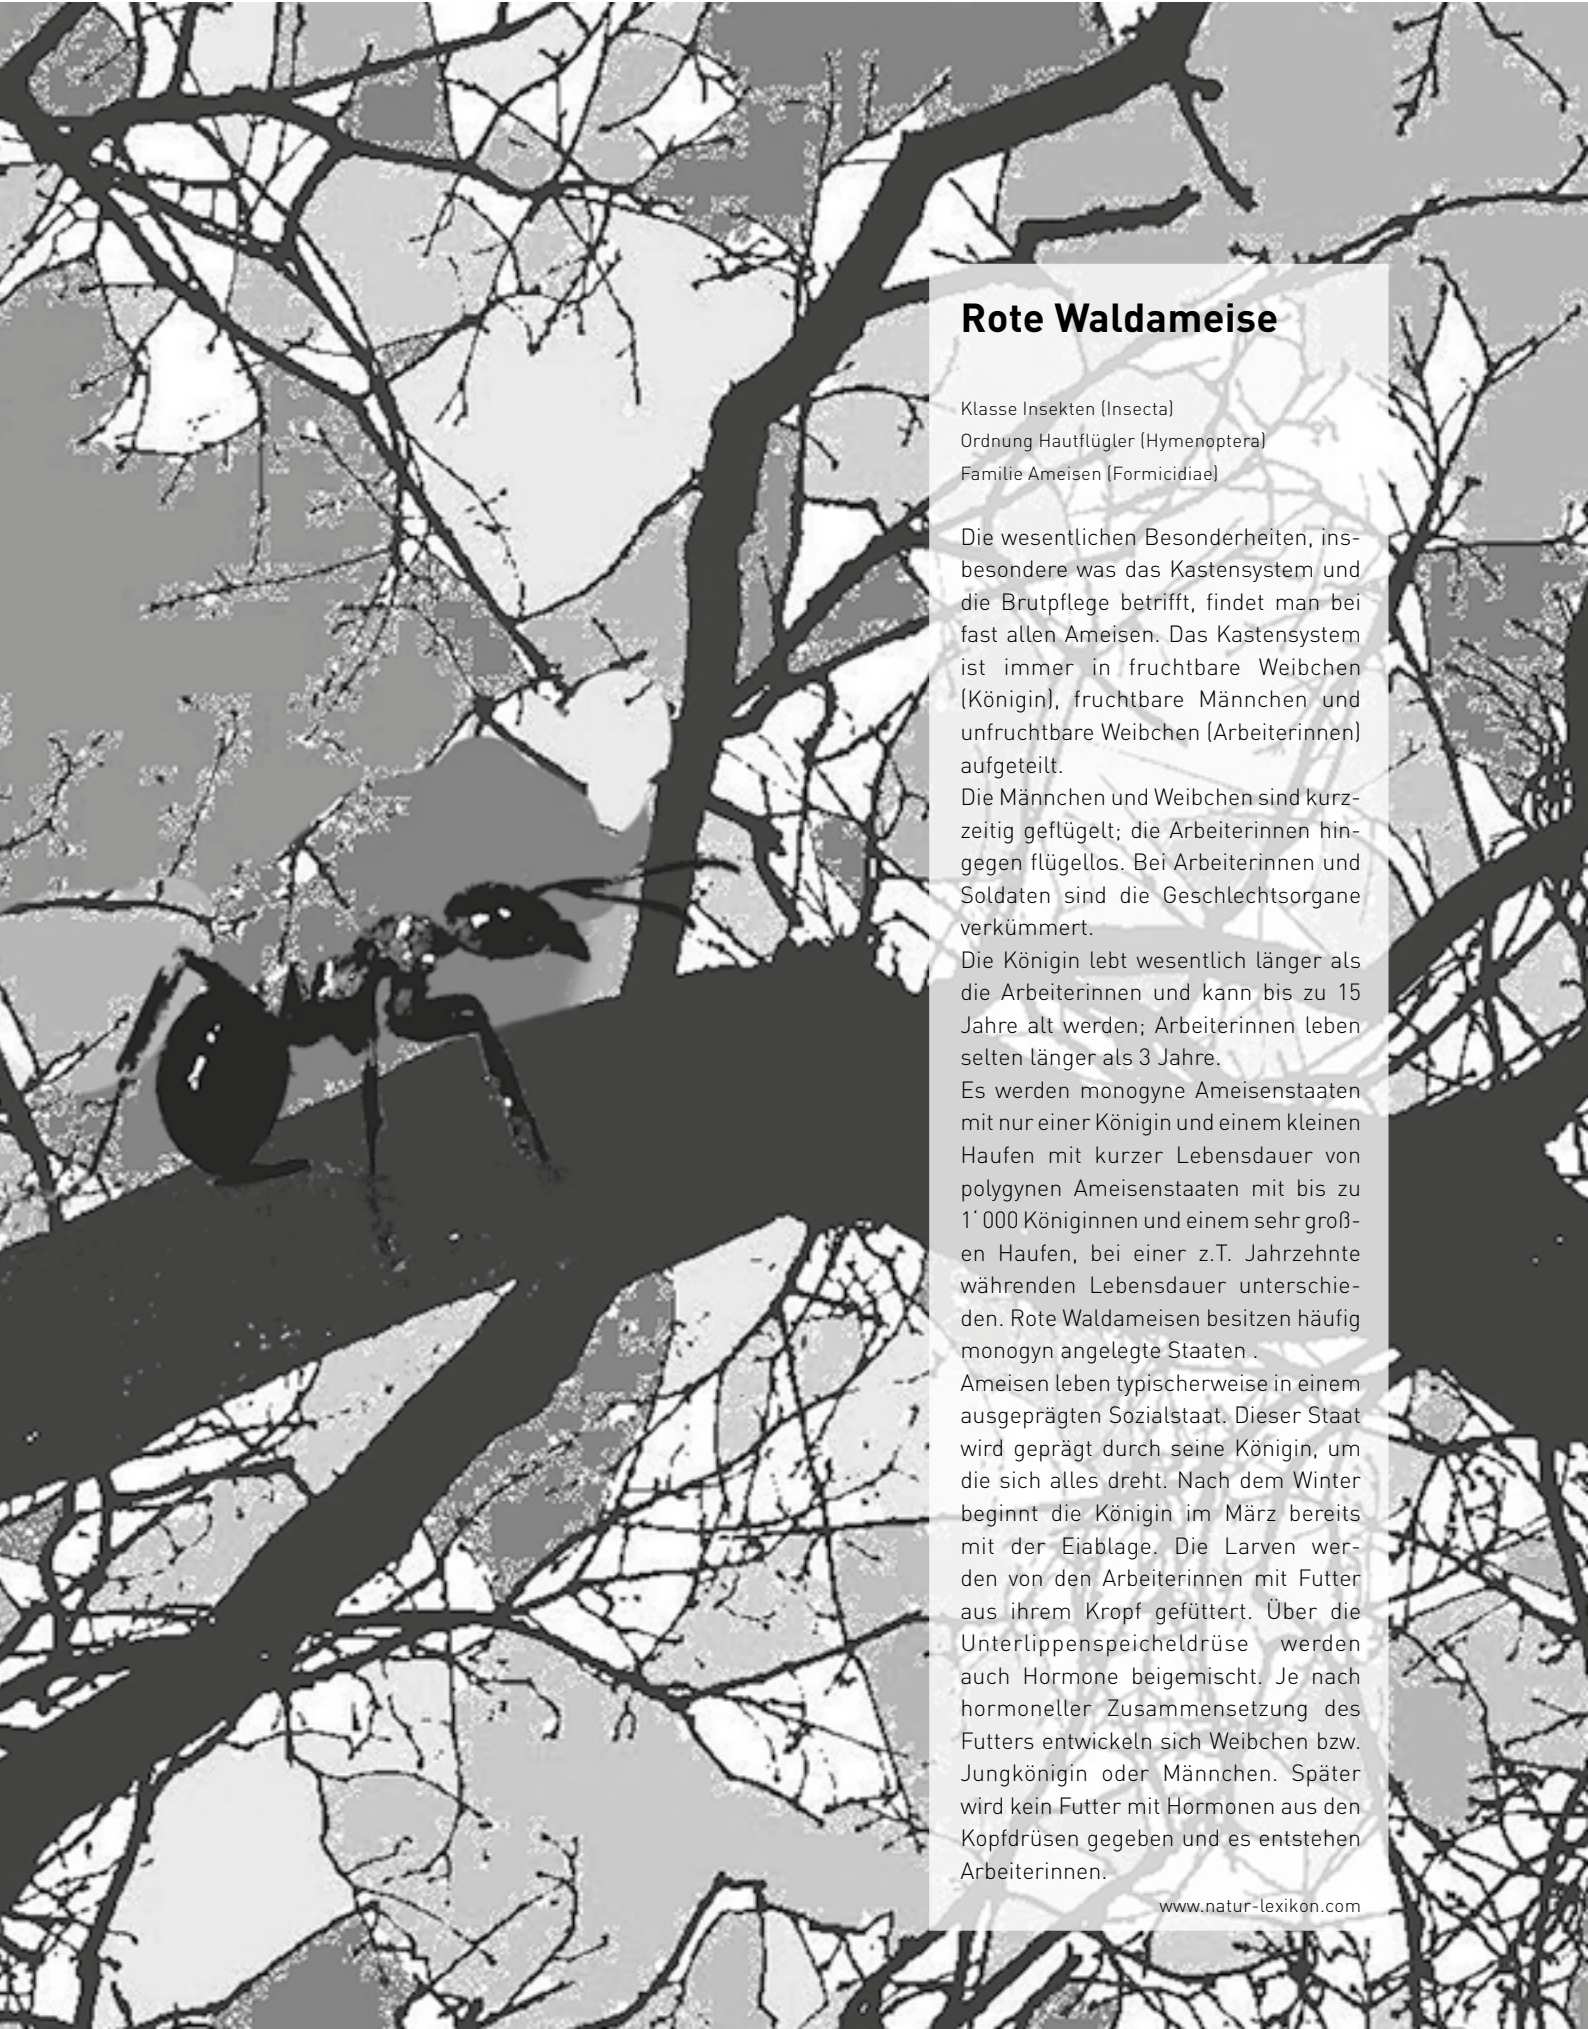 Rote Waldameise
Klasse Insekten (Insecta)
Ordnung Hautflügler (Hymenoptera)
Familie Ameisen (Formicidiae)
Die wesentlichen Besonderheiten, ins-
besondere was das Kastensystem und
die Brutpflege betrifft, findet man bei
fast allen Ameisen. Das Kastensystem
ist immer in fruchtbare Weibchen
(Königin), fruchtbare Männchen und
unfruchtbare Weibchen (Arbeiterinnen)
aufgeteilt.
Die Männchen und Weibchen sind kurz-
zeitig geflügelt; die Arbeiterinnen hin-
gegen flügellos. Bei Arbeiterinnen und
Soldaten sind die Geschlechtsorgane
verkümmert.
Die Königin lebt wesentlich länger als
die Arbeiterinnen und kann bis zu 15
Jahre alt werden; Arbeiterinnen leben
selten länger als 3 Jahre.
Es werden monogyne Ameisenstaaten
mit nur einer Königin und einem kleinen
Haufen mit kurzer Lebensdauer von
polygynen Ameisenstaaten mit bis zu
1'000 Königinnen und einem sehr groß-
en Haufen, bei einer z.T. Jahrzehnte
währenden Lebensdauer unterschie-
den. Rote Waldameisen besitzen häufig
monogyn angelegte Staaten .
Ameisen leben typischerweise in einem
ausgeprägten Sozialstaat. Dieser Staat
wird geprägt durch seine Königin, um
die sich alles dreht. Nach dem Winter
beginnt die Königin im März bereits
mit der Eiablage. Die Larven wer-
den von den Arbeiterinnen mit Futter
aus ihrem Kropf gefüttert. Über die
Unterlippenspeicheldrüse werden
auch Hormone beigemischt. Je nach
hormoneller Zusammensetzung des
Futters entwickeln sich Weibchen bzw.
Jungkönigin oder Männchen. Später
wird kein Futter mit Hormonen aus den
Kopfdrüsen gegeben und es entstehen
Arbeiterinnen.
www.natur-lexikon.com